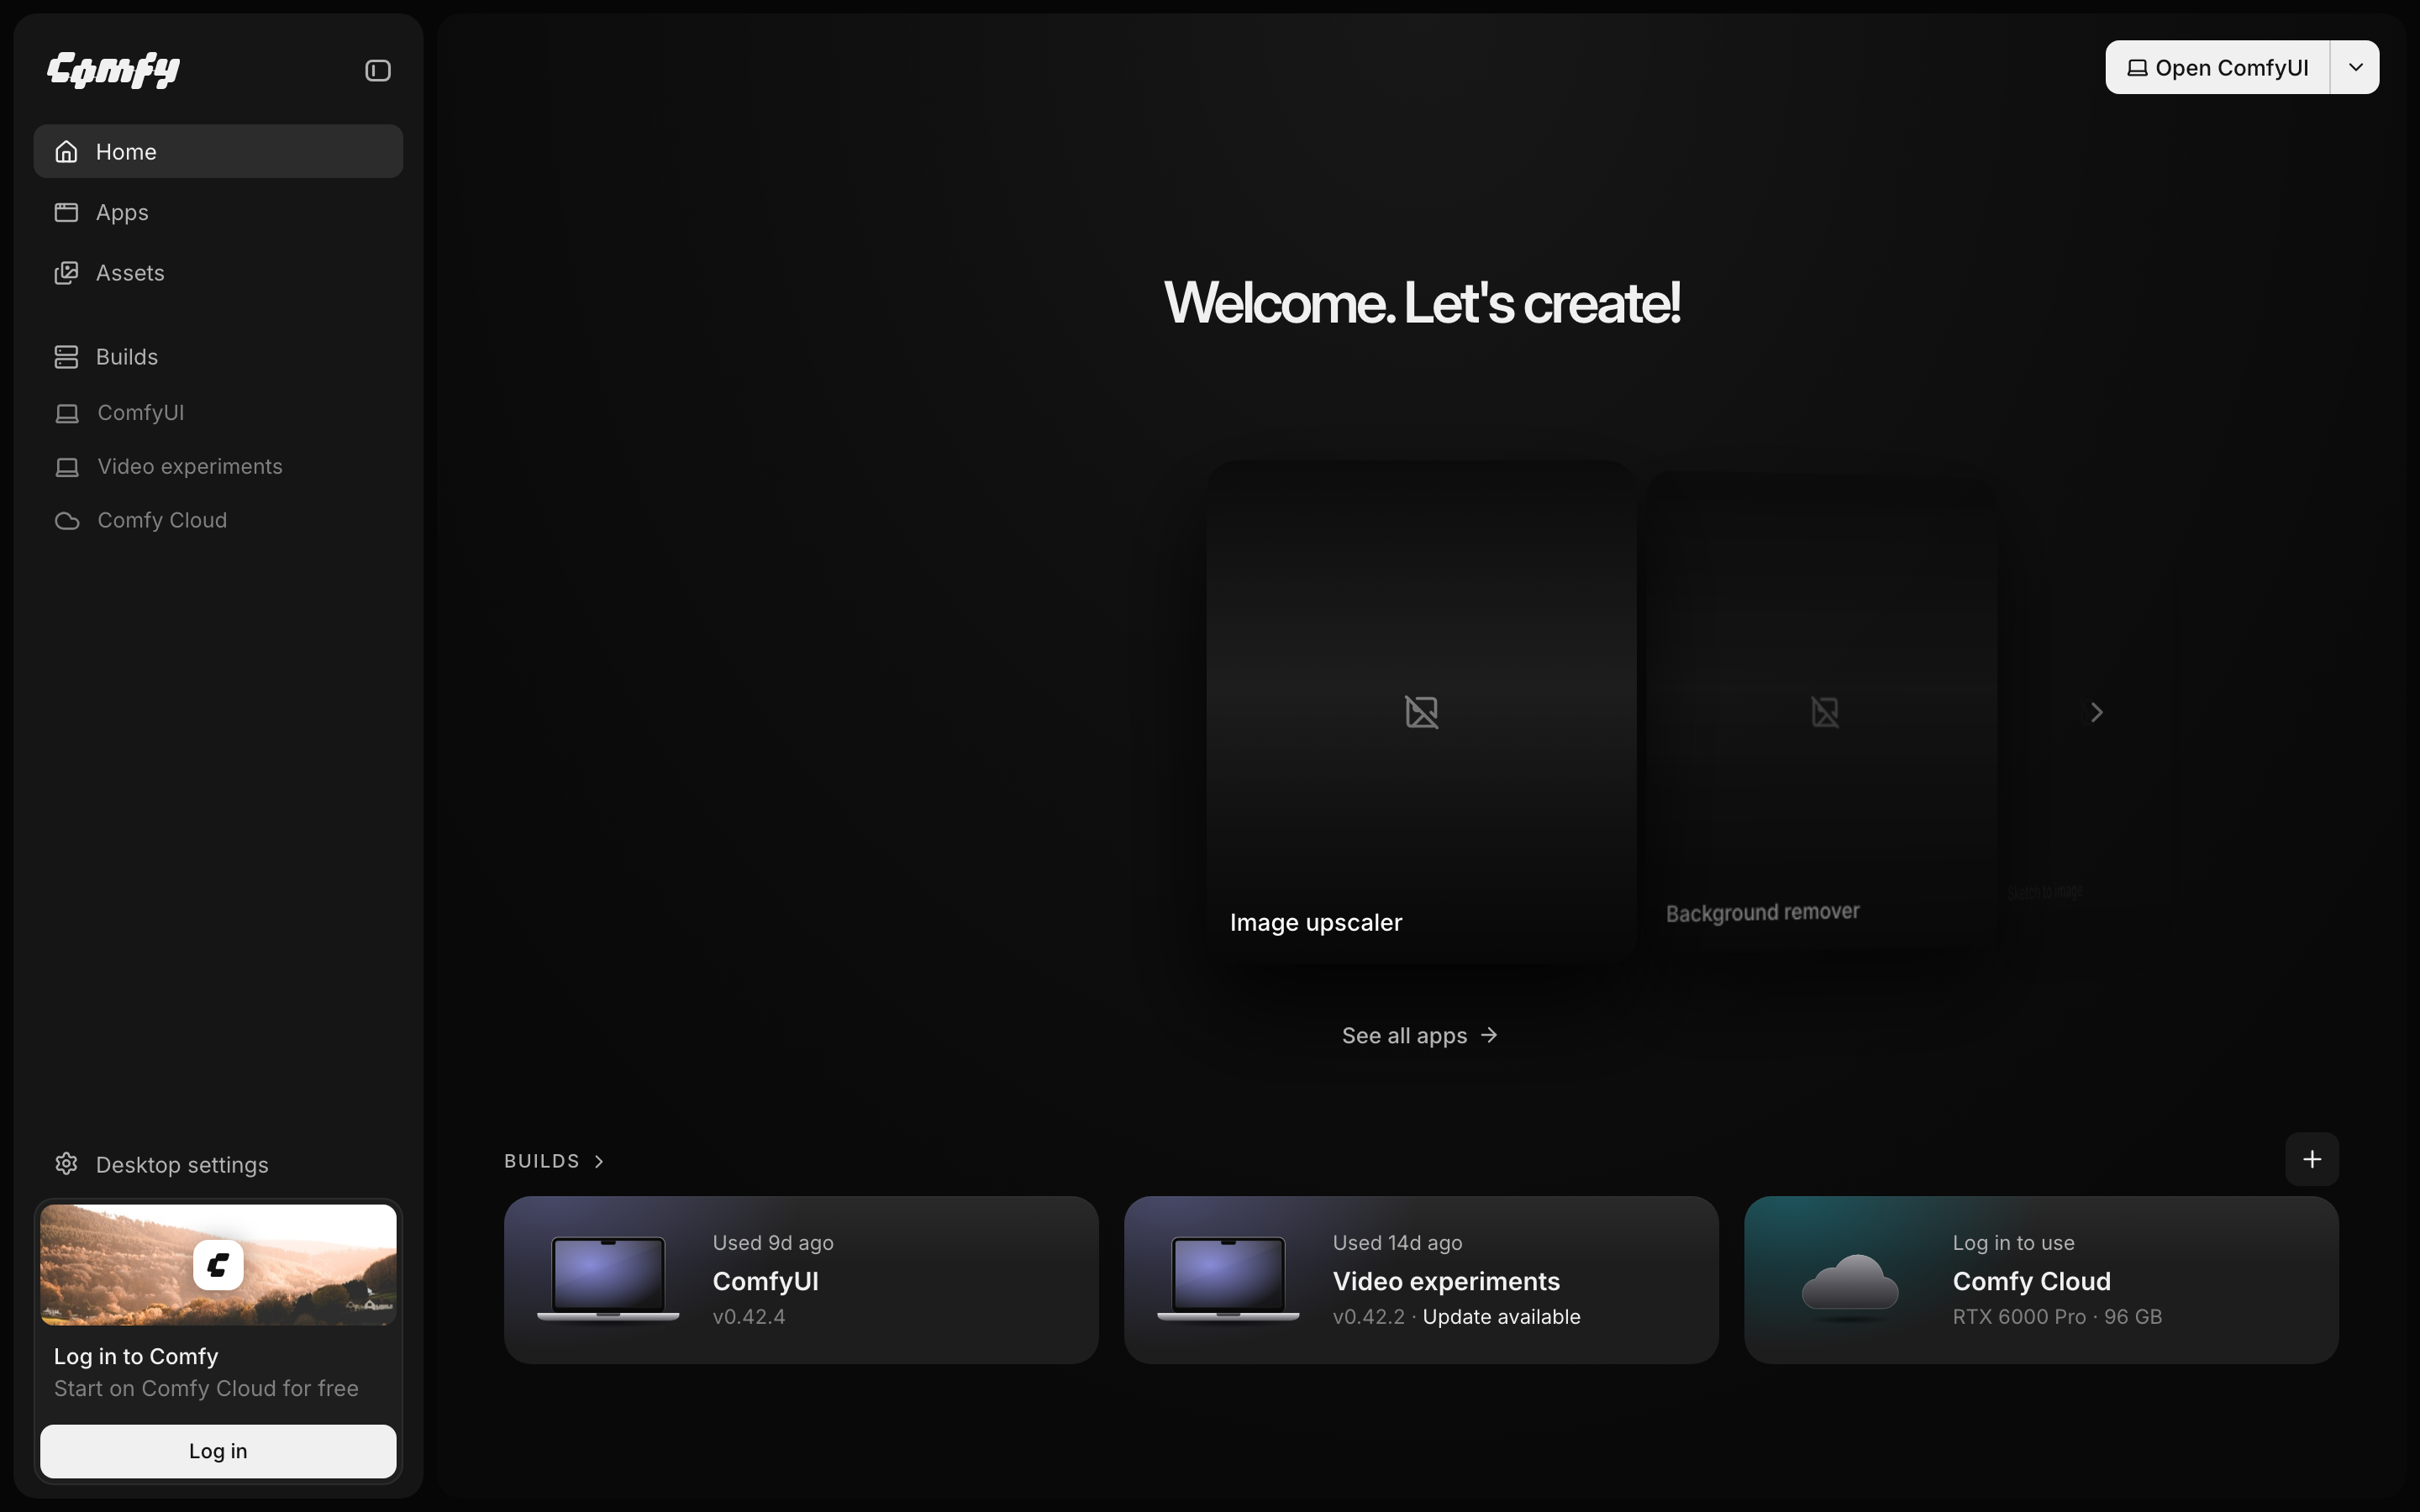 Comfy
Home
Apps
Assets
Builds
ComfyUI
Video experiments
Comfy Cloud
Desktop settings
Log in to Comfy
Start on Comfy Cloud for free
Log in
Open ComfyUI
Welcome. Let's create!
Image upscaler
Background remover
Sketch to image
See all apps
BUILDS
Used 9d ago
ComfyUI
v0.42.4
Used 14d ago
Video experiments
v0.42.2 · Update available
Log in to use
Comfy Cloud
RTX 6000 Pro · 96 GB